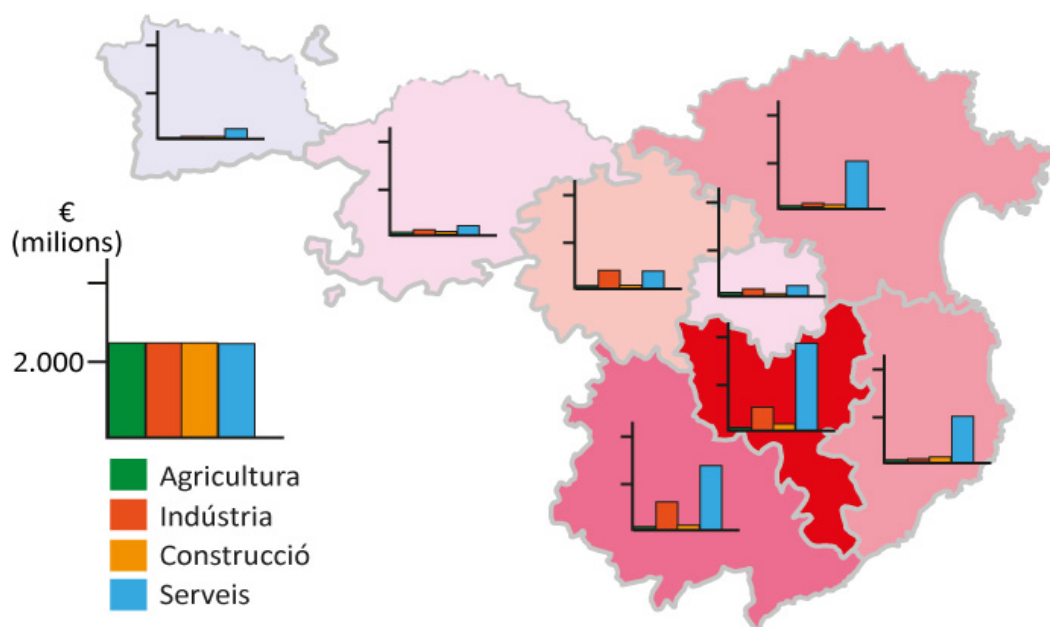 €
(milions)
2.000
Agricultura
Indústria
Construcció
Serveis